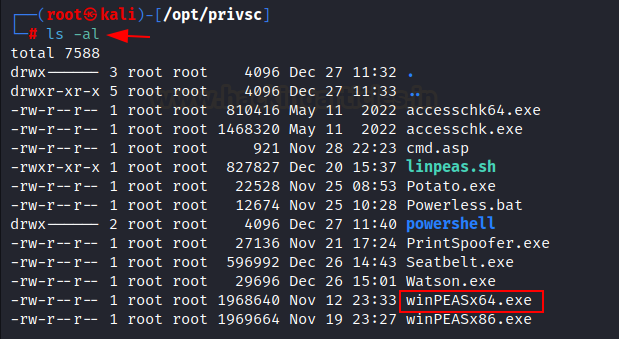 ┌──(root㉿kali)-[/opt/privsc]
└─# ls -al
total 7588
drwx------ 3 root root 4096 Dec 27 11:32 .
drwxr-xr-x 5 root root 4096 Dec 27 11:33 ..
-rw-r--r-- 1 root root 810416 May 11 2022 accesschk64.exe
-rw-r--r-- 1 root root 1468320 May 11 2022 accesschk.exe
-rw-r--r-- 1 root root 921 Nov 28 22:23 cmd.asp
-rwxr-xr-x 1 root root 827827 Dec 20 15:37 linpeas.sh
-rw-r--r-- 1 root root 22528 Nov 25 08:53 Potato.exe
-rw-r--r-- 1 root root 12674 Nov 25 10:28 Powerless.bat
drwx------ 2 root root 4096 Dec 27 11:40 powershell
-rw-r--r-- 1 root root 27136 Nov 21 17:24 PrintSpoofer.exe
-rw-r--r-- 1 root root 596992 Dec 26 14:43 Seatbelt.exe
-rw-r--r-- 1 root root 29696 Dec 26 15:01 Watson.exe
-rw-r--r-- 1 root root 1968640 Nov 12 23:33 winPEASx64.exe
-rw-r--r-- 1 root root 1969664 Nov 19 23:27 winPEASx86.exe